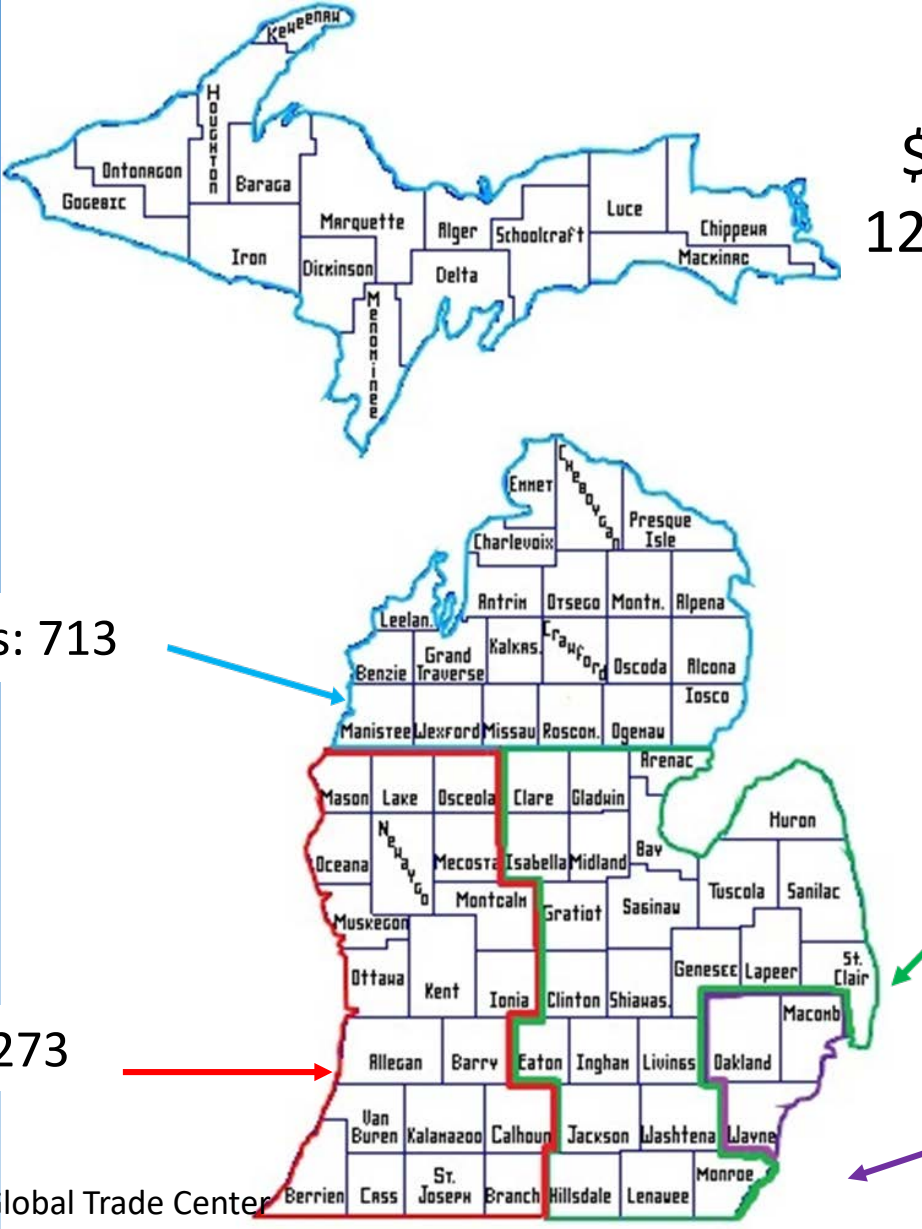 Keweenaw
Houghton
Ontonagon
Baraga
Gogebic
$
12
Luce
Marquette
Alger
Schoolcraft
Chippewa
Iron
Dickinson
Delta
Mackinac
Menominee
Emmet
Cheboygan
Presque
Isle
Charlevoix
Antrim
Otsego
Montm.
Alpena
Leelan.
s: 713
Benzie
Grand
Traverse
Kalkas.
Crawford
Oscoda
Alcona
Iosco
Manistee
Wexford
Missau
Roscom.
Ogemaw
Arenac
Mason
Lake
Osceola
Clare
Gladwin
Huron
Oceana
Newaygo
Mecosta
Isabella
Midland
Bay
Montcalm
Gratiot
Saginaw
Tuscola
Sanilac
Muskegon
Ottawa
Kent
Ionia
Clinton
Shiawas.
Genesee
Lapeer
St.
Clair
Macomb
273
Allegan
Barry
Eaton
Ingham
Livings
Oakland
Van
Buren
Kalamazoo
Calhoun
Jackson
Washtena
Wayne
lobal Trade Center
Berrien
Cass
St.
Joseph
Branch
Hillsdale
Lenawee
Monroe